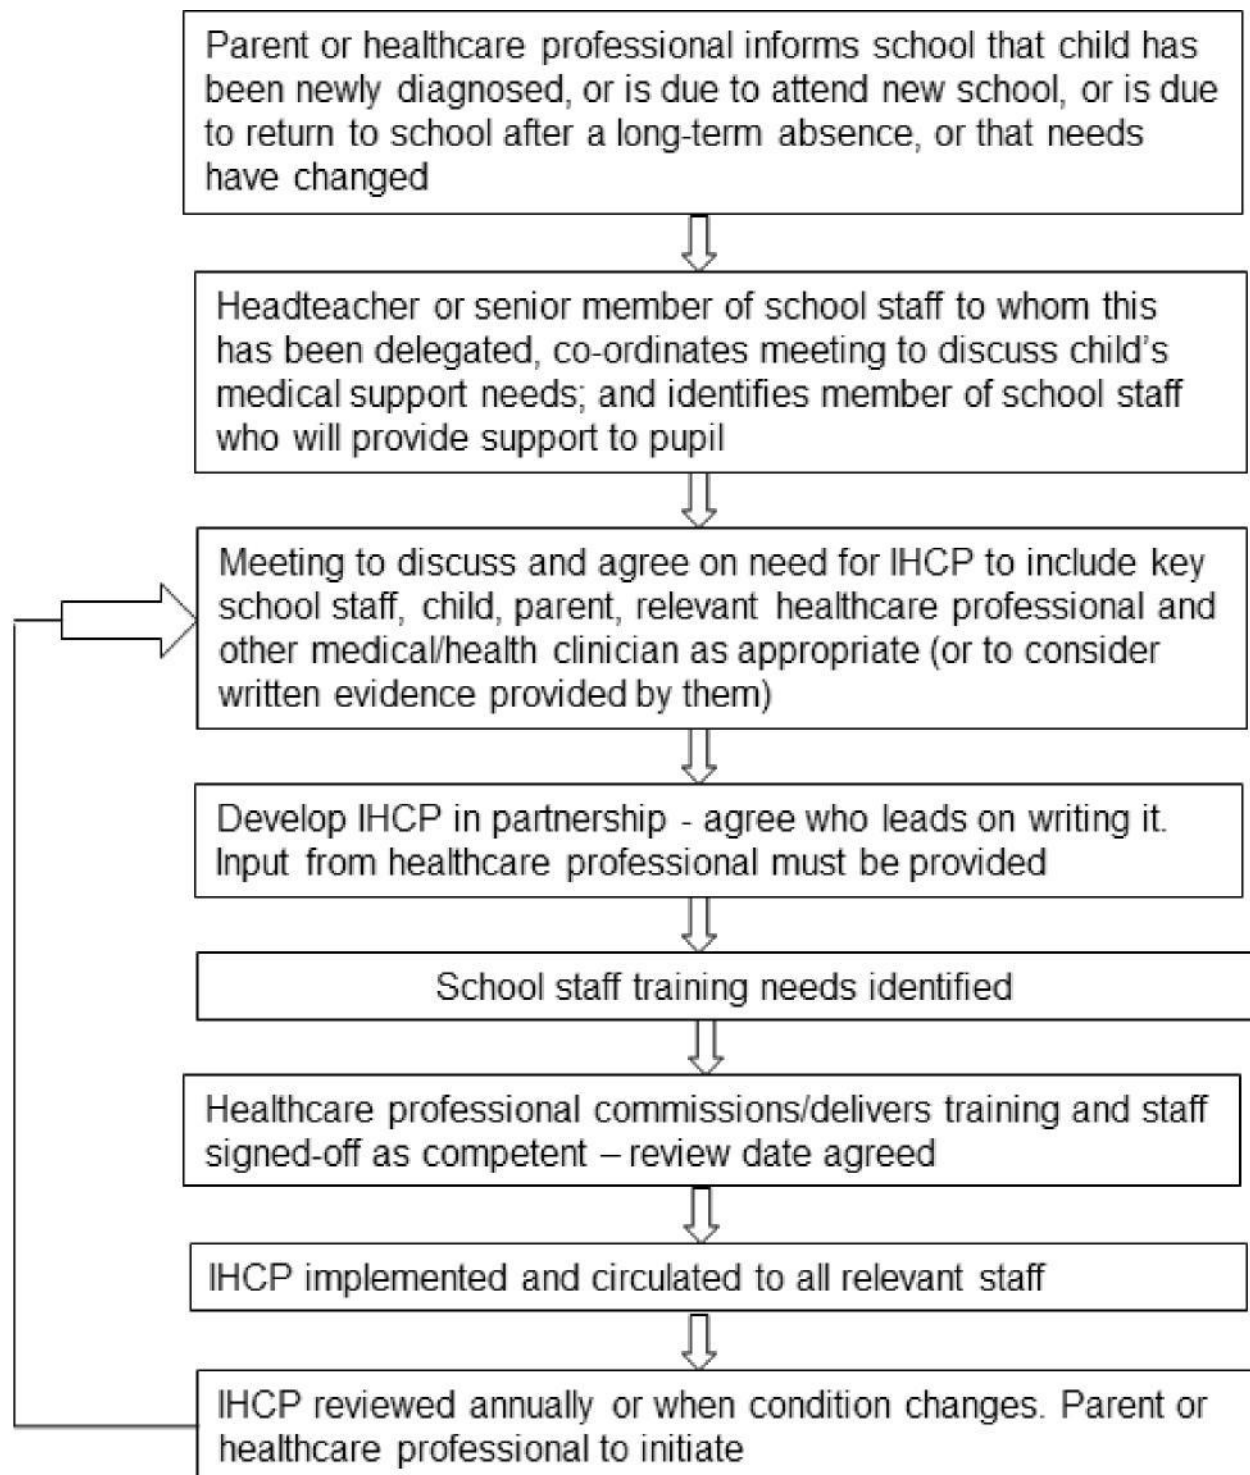 Parent or healthcare professional informs school that child has
been newly diagnosed, or is due to attend new school, or is due
to return to school after a long-term absence, or that needs
have changed
Headteacher or senior member of school staff to whom this
has been delegated, co-ordinates meeting to discuss child's
medical support needs; and identifies member of school staff
who will provide support to pupil
Meeting to discuss and agree on need for IHCP to include key
school staff, child, parent, relevant healthcare professional and
other medical/health clinician as appropriate (or to consider
written evidence provided by them)
Develop IHCP in partnership - agree who leads on writing it.
Input from healthcare professional must be provided
School staff training needs identified
Healthcare professional commissions/delivers training and staff
signed-off as competent – review date agreed
IHCP implemented and circulated to all relevant staff
IHCP reviewed annually or when condition changes. Parent or
healthcare professional to initiate